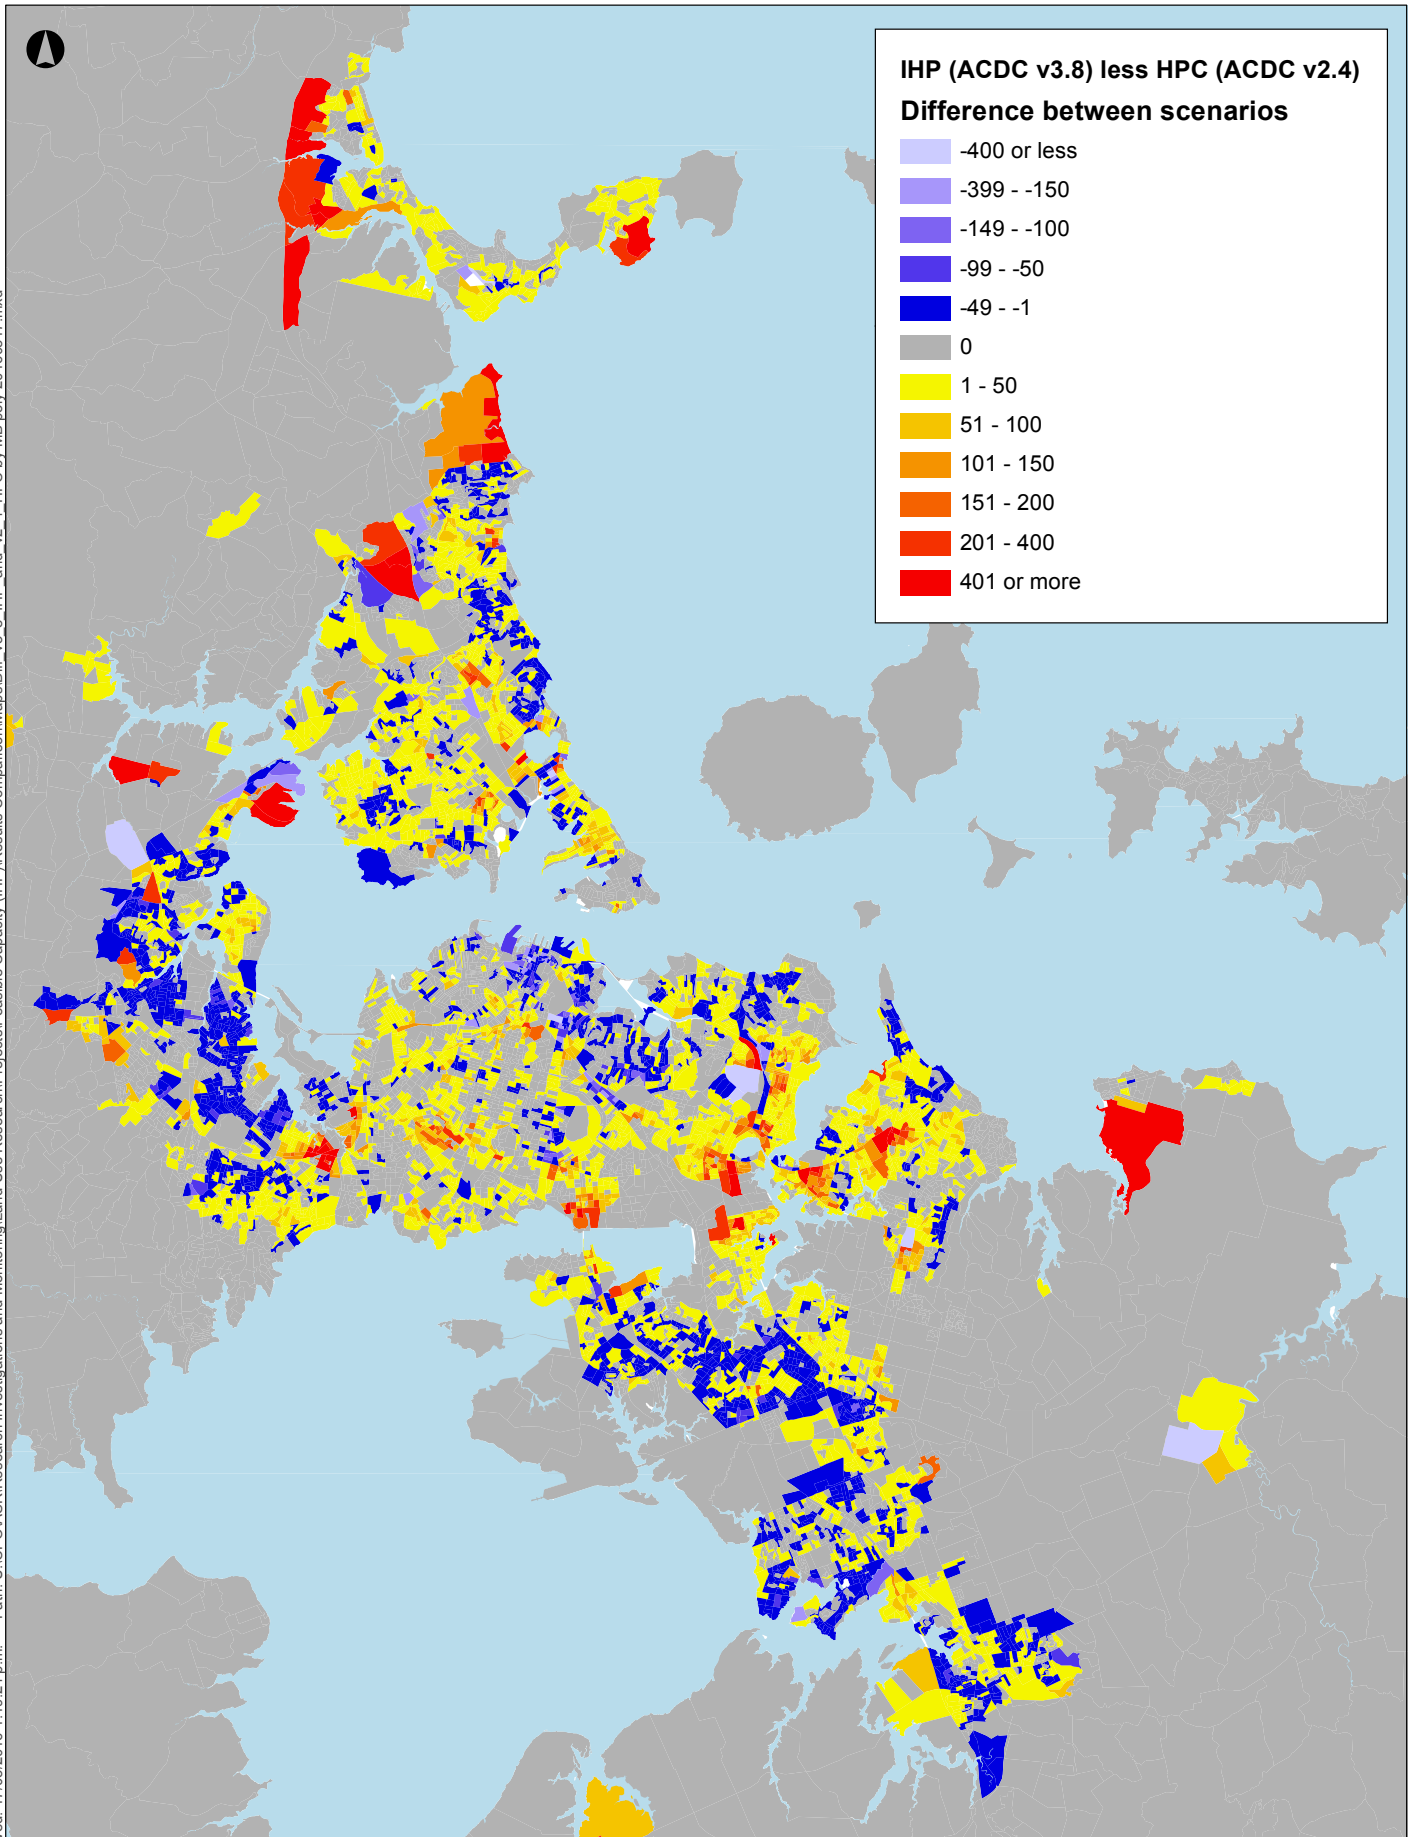 IHP (ACDC v3.8) less HPC (ACDC v2.4)
Difference between scenarios
-400 or less
-399 - -150
-149 - -100
-99 - -50
-49 - -1
0
1 - 50
51 - 100
101 - 150
151 - 200
201 - 400
401 or more